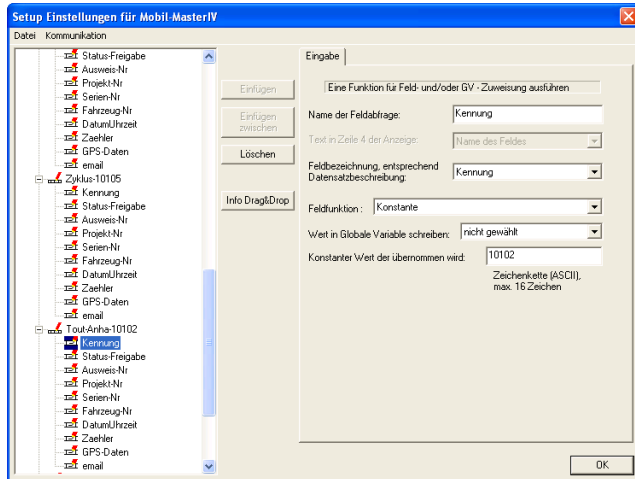 Setup Einstellungen für Mobil-MasterIV
Datei Kommunikation
Status-Freigabe
Ausweis-Nr
Projekt-Nr
Serien-Nr
Fahrzeug-Nr
DatumUhrzeit
Zaehler
GPS-Daten
email
Zyklus-10105
Kennung
Status-Freigabe
Ausweis-Nr
Projekt-Nr
Serien-Nr
Fahrzeug-Nr
DatumUhrzeit
Zaehler
GPS-Daten
email
Tout-Anha-10102
Kennung
Status-Freigabe
Ausweis-Nr
Projekt-Nr
Serien-Nr
Fahrzeug-Nr
DatumUhrzeit
Zaehler
GPS-Daten
email
Einfügen
Einfügen
zwischen
Löschen
Info Drag&Drop
Eingabe
Eine Funktion für Feld- und/oder GV - Zuweisung ausführen
Name der Feldabfrage: Kennung
Text in Zeile 4 der Anzeige: Name des Feldes
Feldbezeichnung, entsprechend
Datensatzbeschreibung: Kennung
Feldfunktion : Konstante
Wert in Globale Variable schreiben: nicht gewählt
Konstanter Wert der übernommen wird: 10102
Zeichenkette (ASCII),
max. 16 Zeichen
OK